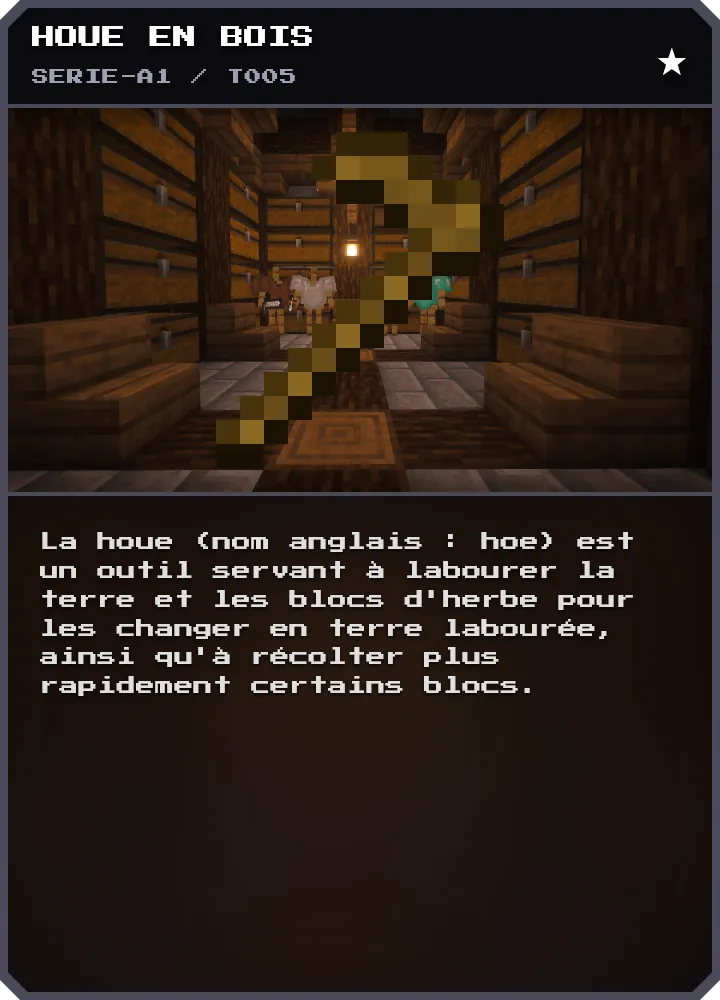 HOUE EN BOIS
SERIE-A1 / T005
La houe (nom anglais : hoe) est
un outil servant à labourer la
terre et les blocs d'herbe pour
les changer en terre labourée,
ainsi qu'à récolter plus
rapidement certains blocs.